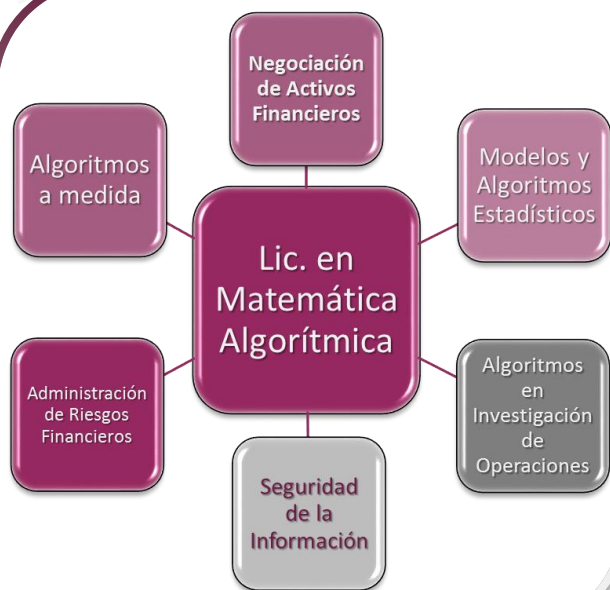 Negociación
de Activos
Financieros
Algoritmos
a medida
Modelos y
Algoritmos
Estadísticos
Lic. en
Matemática
Algorítmica
Administración
de Riesgos
Financieros
Algoritmos
en
Investigación
de
Operaciones
Seguridad
de la
Información